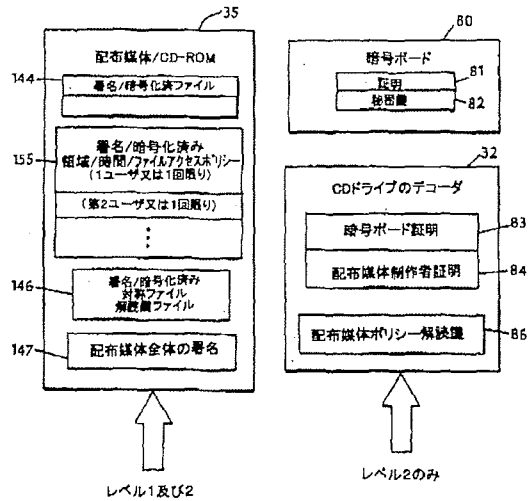 35
配布媒体/CD-ROM
144
署名/暗号化済ファイル
155
署名/暗号化済み
領域/時間/ファイルアクセスポリシー
(1ユーザ又は1回限り)
(第2ユーザ又は1回限り)
146
署名/暗号化済み
対称ファイル
解読鍵ファイル
147
配布媒体全体の署名
レベル1及び2
80
暗号ボード
証明
81
秘密鍵
82
32
CDドライブのデコーダ
暗号ボード証明
83
配布媒体制作者証明
84
配布媒体ポリシー解読鍵
86
レベル2のみ